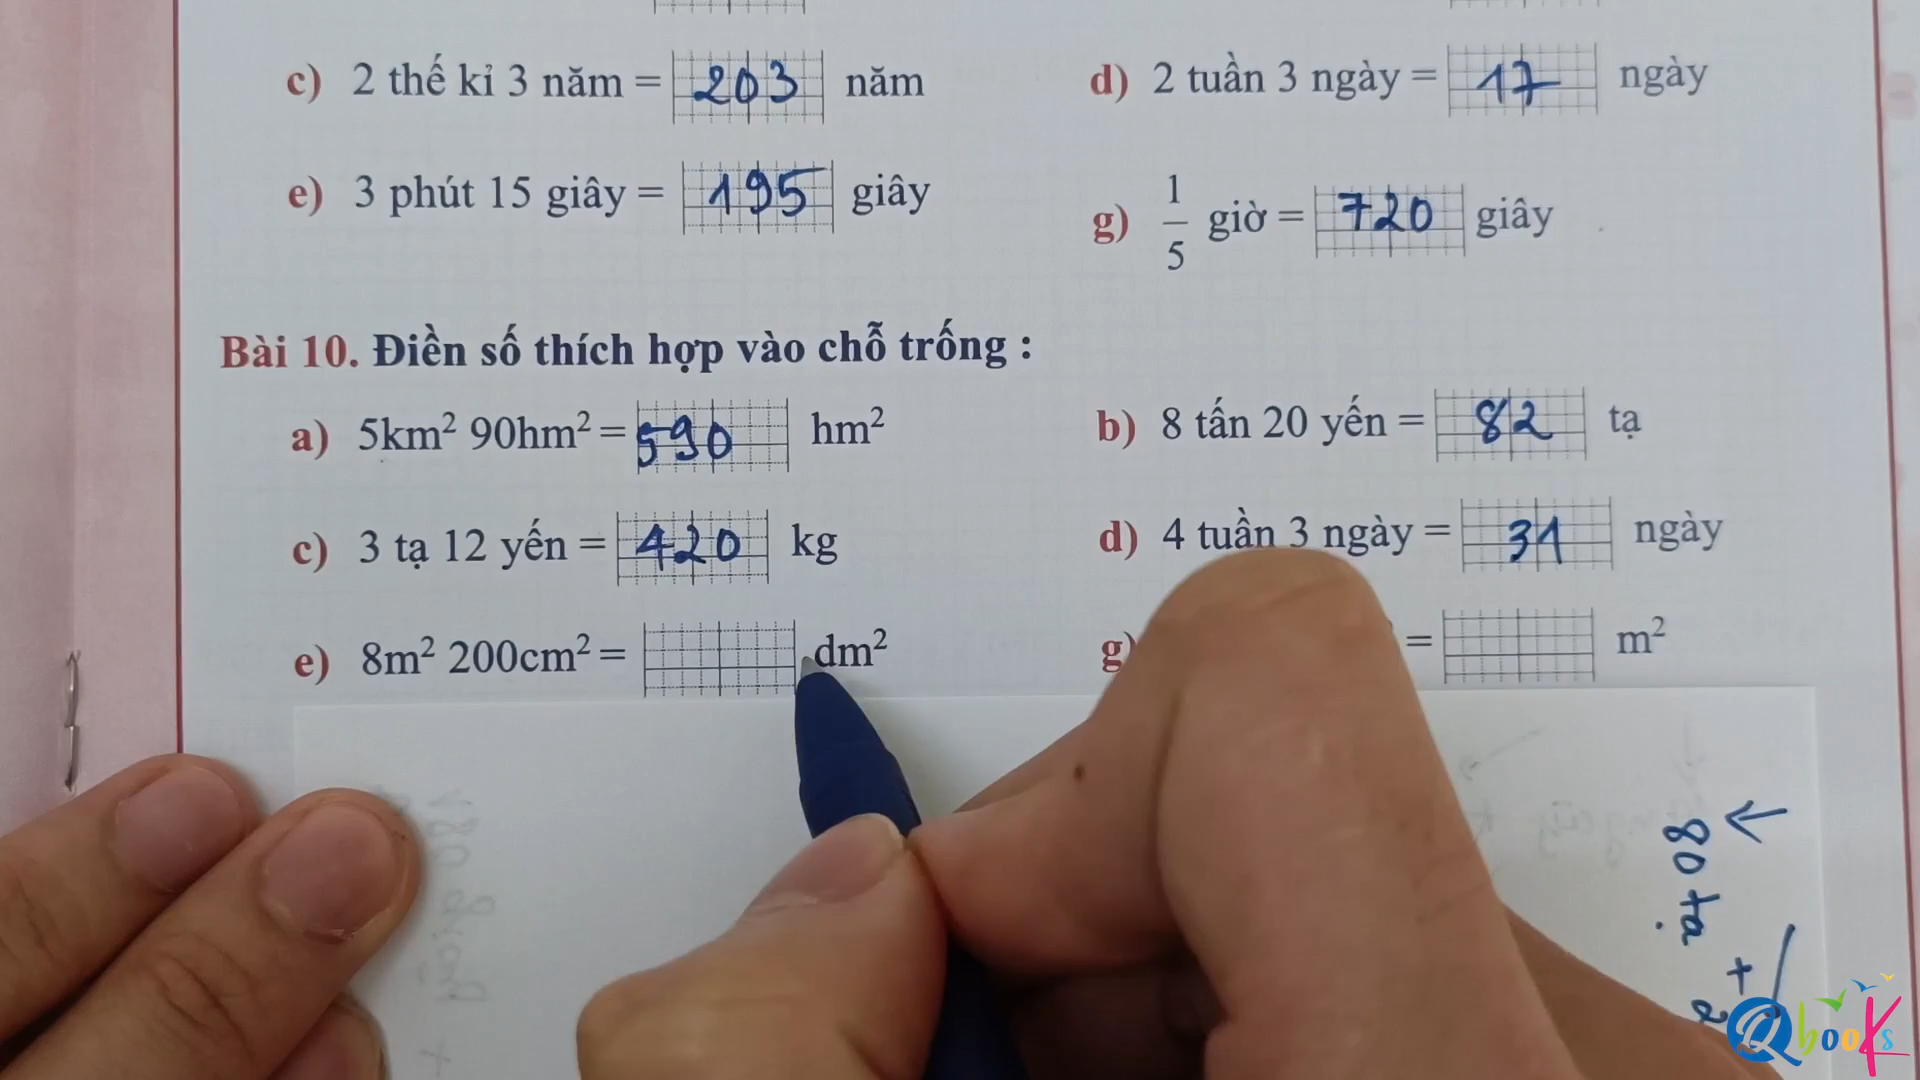 c) 2 thế kỉ 3 năm = 203 năm
d) 2 tuần 3 ngày = 17 ngày
e) 3 phút 15 giây = 195 giây
g) 1/5 giờ = 720 giây
Bài 10. Điền số thích hợp vào chỗ trống :
a) 5km² 90hm² = 590 hm²
b) 8 tấn 20 yến = 82 tạ
c) 3 tạ 12 yến = 420 kg
d) 4 tuần 3 ngày = 31 ngày
e) 8m² 200cm² = dm²
g) = m²
80 tạ + 2
Qbooks